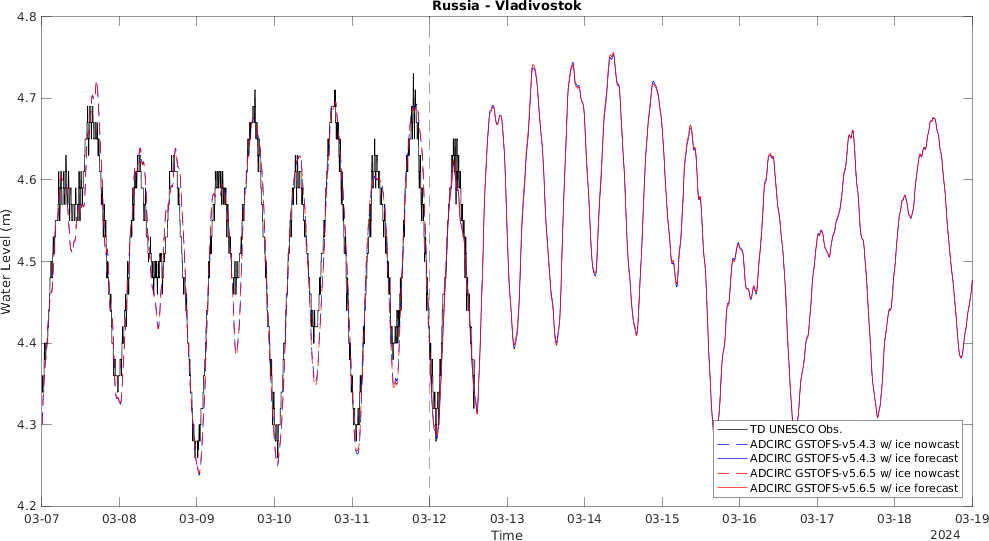 Russia - Vladivostok
4.8
4.7
4.6
4.5
4.4
4.3
4.2
Water Level (m)
TD UNESCO Obs.
ADCIRC GSTOFS-v5.4.3 w/ ice nowcast
ADCIRC GSTOFS-v5.4.3 w/ ice forecast
ADCIRC GSTOFS-v5.6.5 w/ ice nowcast
ADCIRC GSTOFS-v5.6.5 w/ ice forecast
03-07 03-08 03-09 03-10 03-11 03-12 03-13 03-14 03-15 03-16 03-17 03-18 03-19
Time
2024